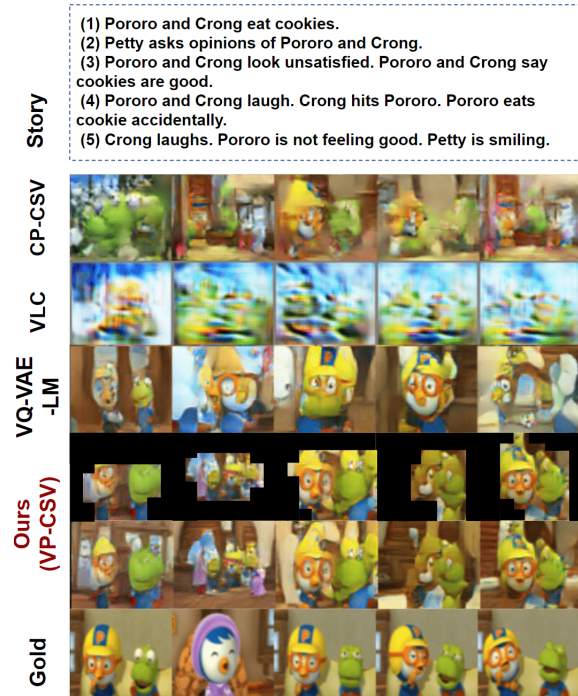 (1) Pororo and Crong eat cookies.
(2) Petty asks opinions of Pororo and Crong.
(3) Pororo and Crong look unsatisfied. Pororo and Crong say
cookies are good.
(4) Pororo and Crong laugh. Crong hits Pororo. Pororo eats
cookie accidentally.
(5) Crong laughs. Pororo is not feeling good. Petty is smiling.
Story
CP-CSV
VLC
VQ-VAE
-LM
Ours
(VP-CSV)
Gold